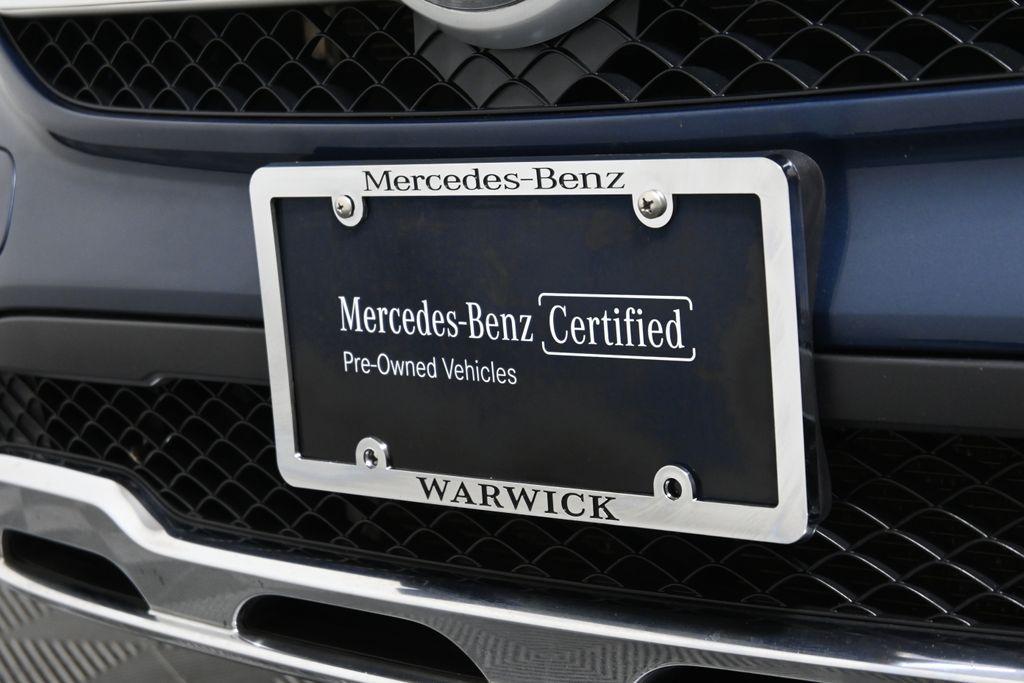 Mercedes-Benz
Mercedes-Benz Certified
Pre-Owned Vehicles
WARWICK